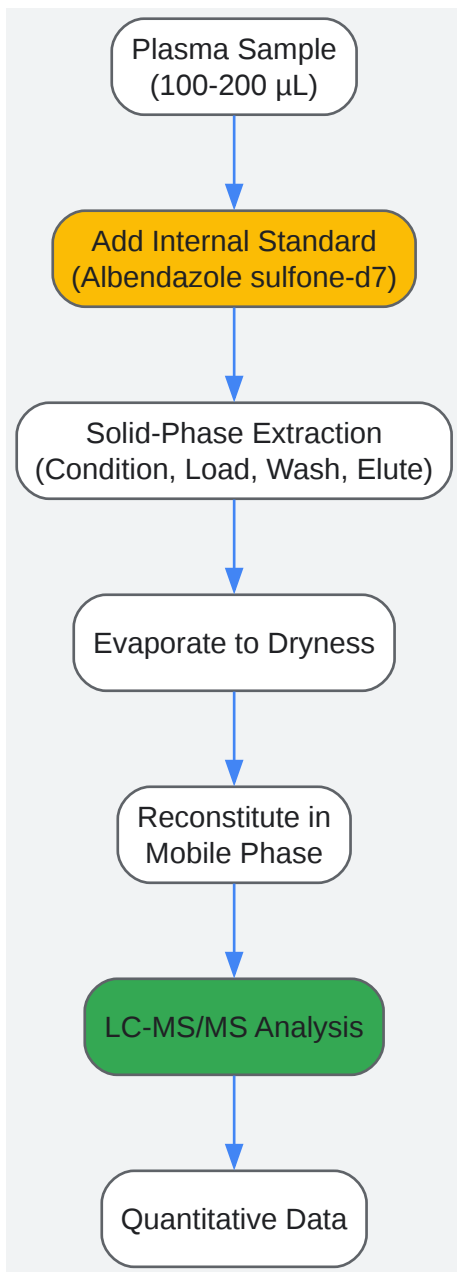 Plasma Sample
(100-200 µL)
Add Internal Standard
(Albendazole sulfone-d7)
Solid-Phase Extraction
(Condition, Load, Wash, Elute)
Evaporate to Dryness
Reconstitute in
Mobile Phase
LC-MS/MS Analysis
Quantitative Data